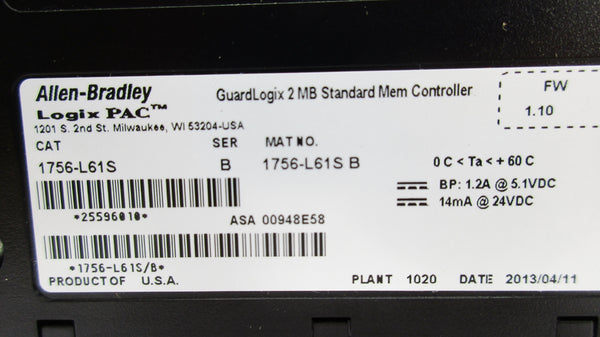 Allen-Bradley
GuardLogix 2 MB Standard Mem Controller
FW
Logix PAC™
1.10
1201 S. 2nd St. Milwaukee, WI 53204-USA
CAT SER MAT NO.
1756-L61S B 1756-L61S B 0 C < Ta < + 60 C
BP: 1.2A @ 5.1VDC
14mA @ 24VDC
*25596010* ASA 00948E58
*1756-L61S/B*
PRODUCT OF U.S.A. PLANT 1020 DATE 2013/04/11